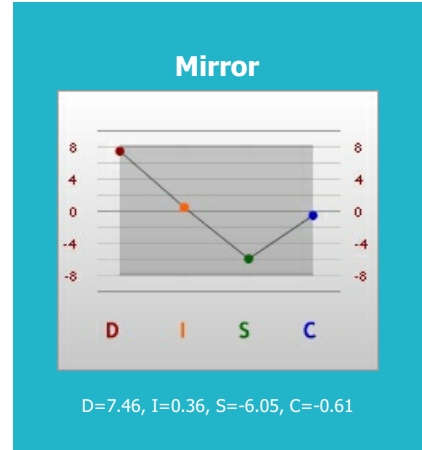 Mirror
8 8
4 4
0 0
-4 -4
-8 -8
D I S C
D=7.46, I=0.36, S=-6.05, C=-0.61